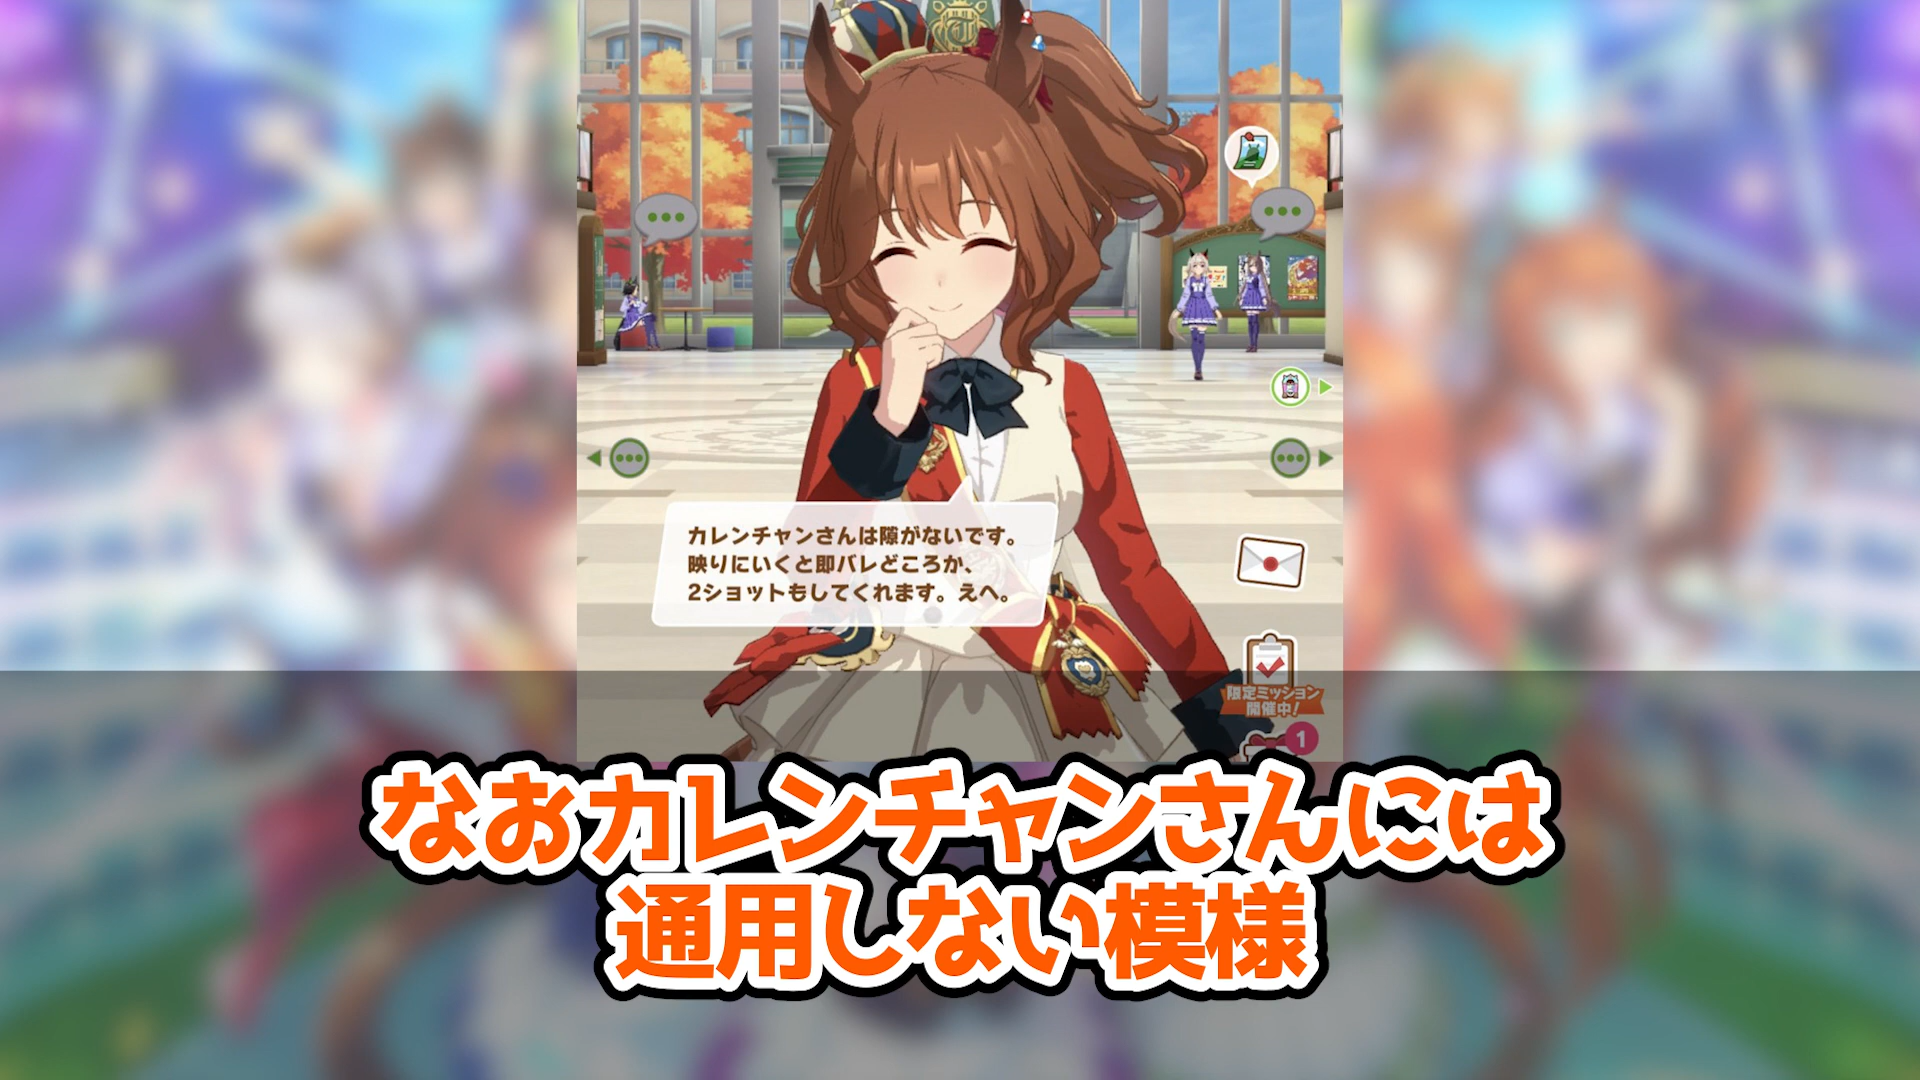 カレンチャンさんは隙がないです。
映りにいくと即バレどころか、
2ショットもしてくれます。えへ。
限定ミッション
開催中!
1
なおカレンチャンさんには
通用しない模様